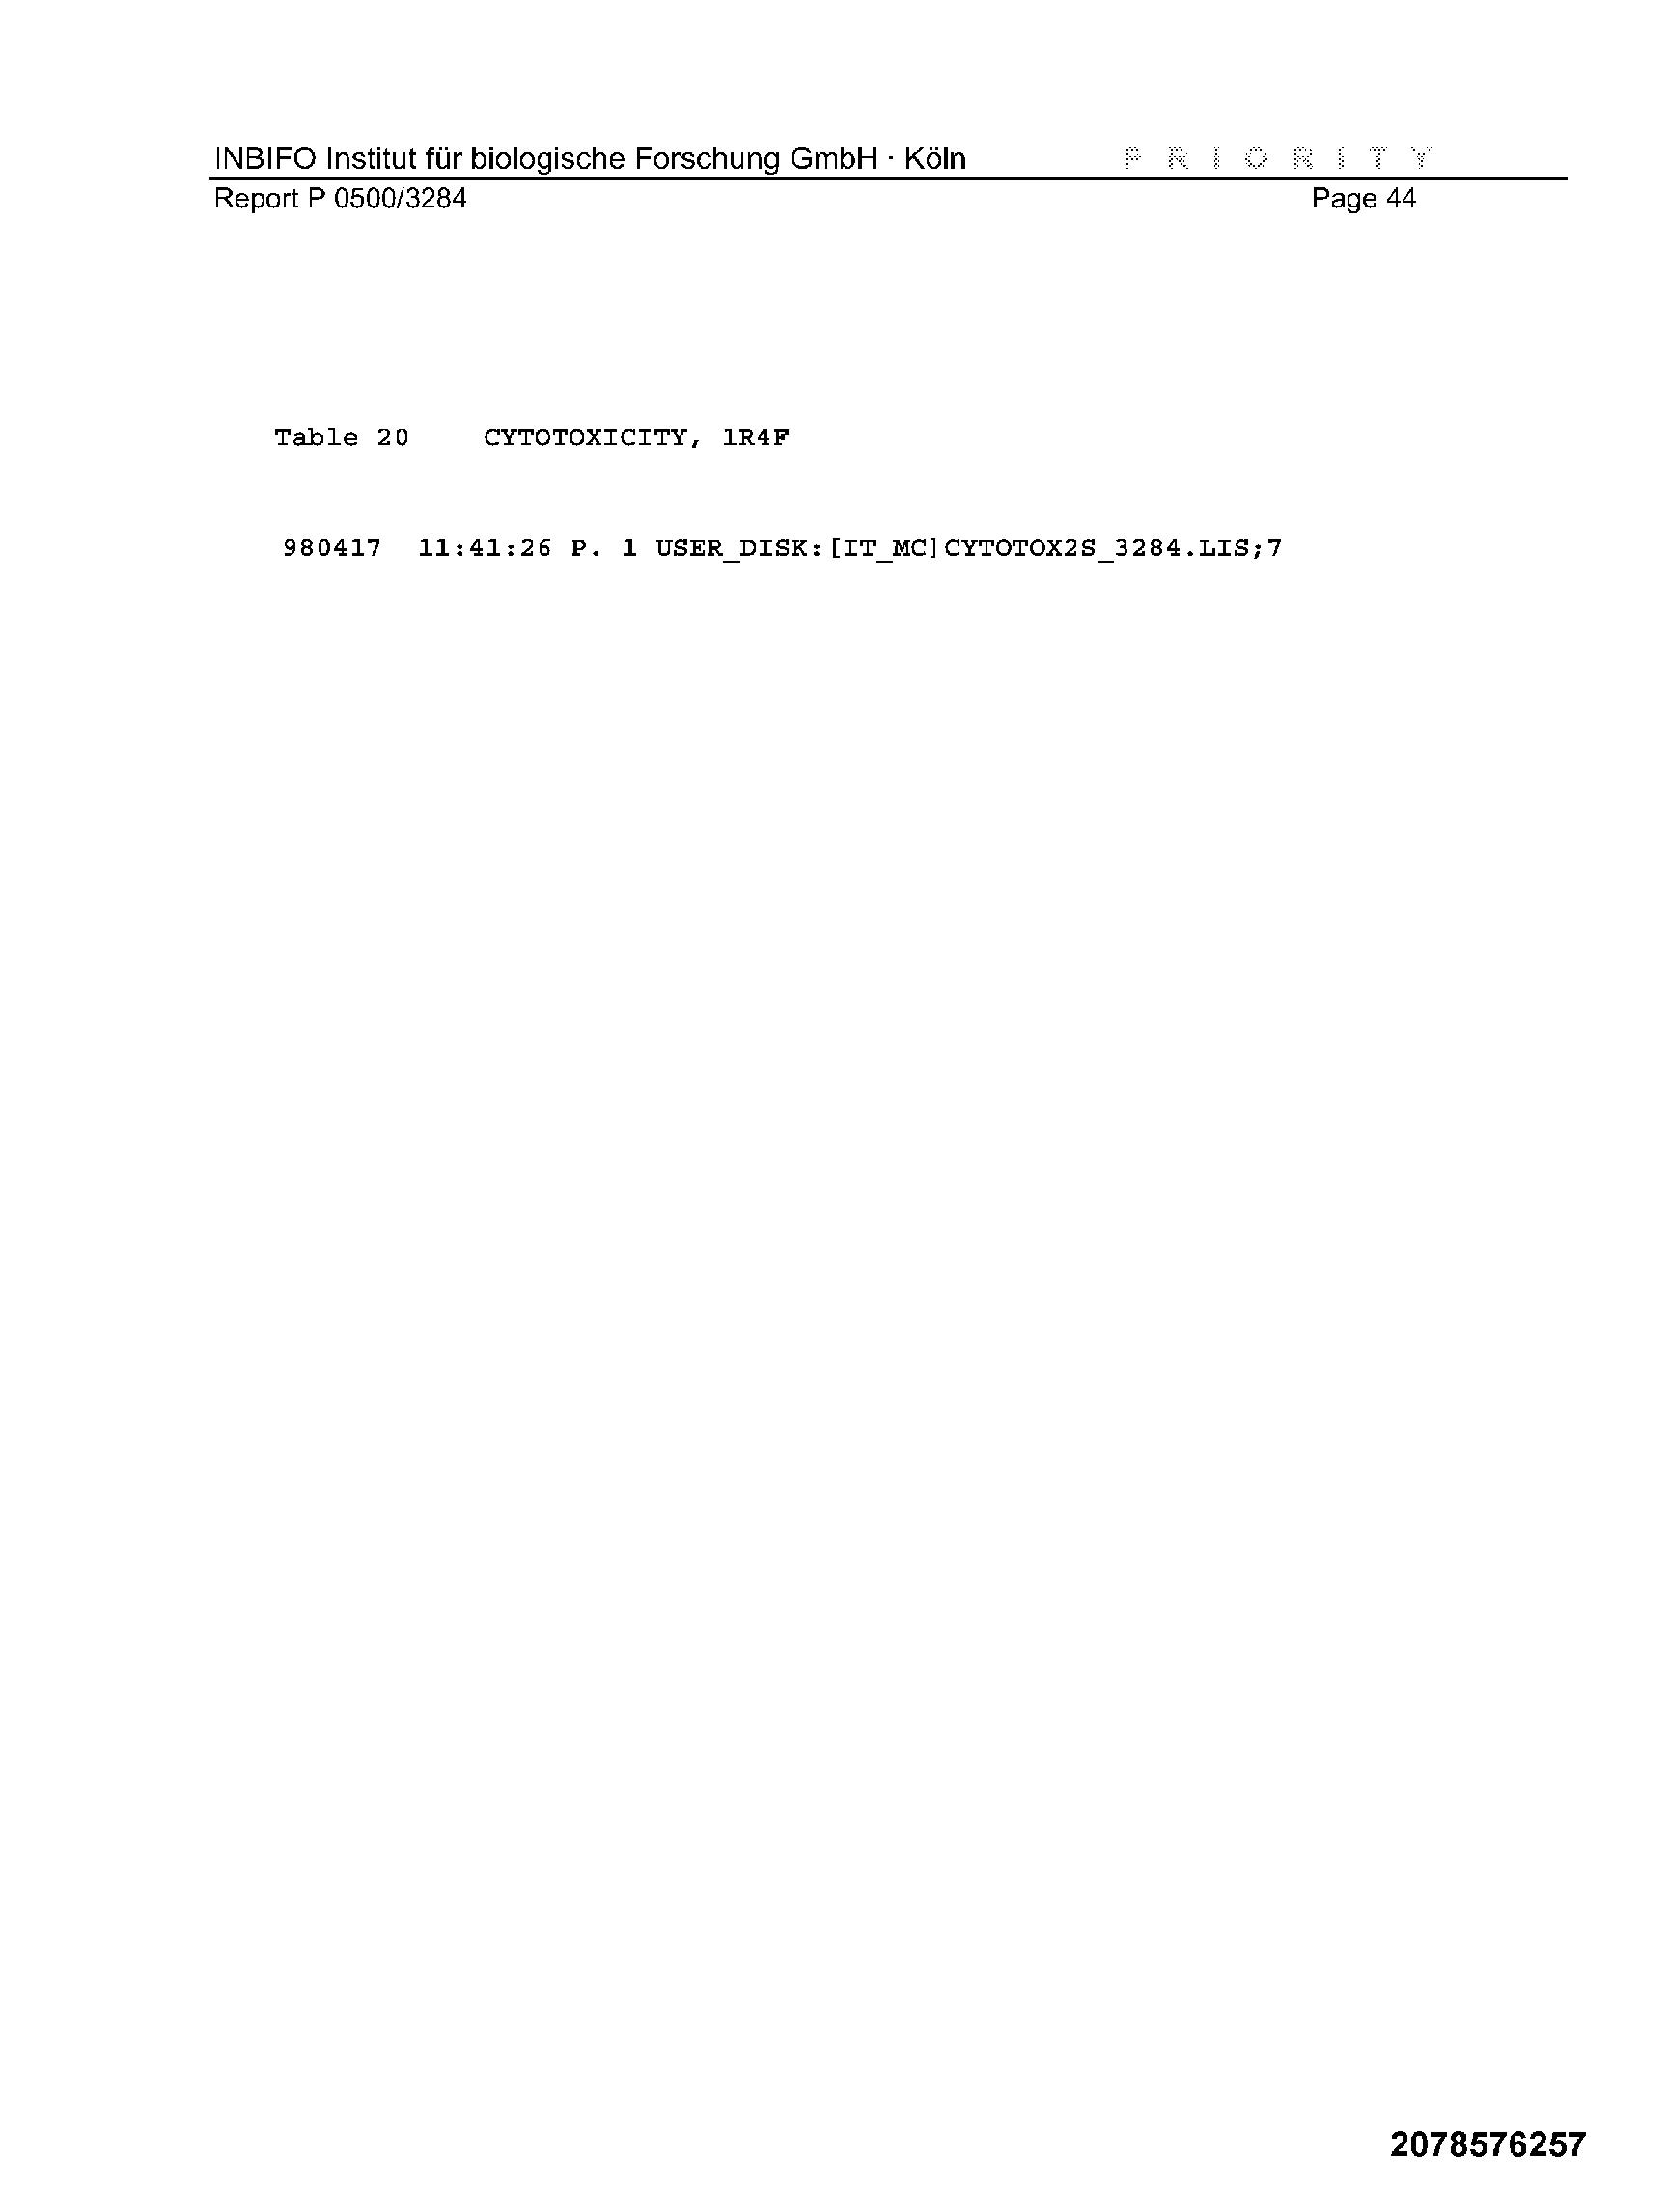 INBIFO Institut für biologische Forschung GmbH · Köln P R I O R I T Y
Report P 0500/3284 Page 44
Table 20 CYTOTOXICITY, 1R4F
980417 11:41:26 P. 1 USER_DISK:[IT_MC]CYTOTOX2S_3284.LIS;7
2078576257